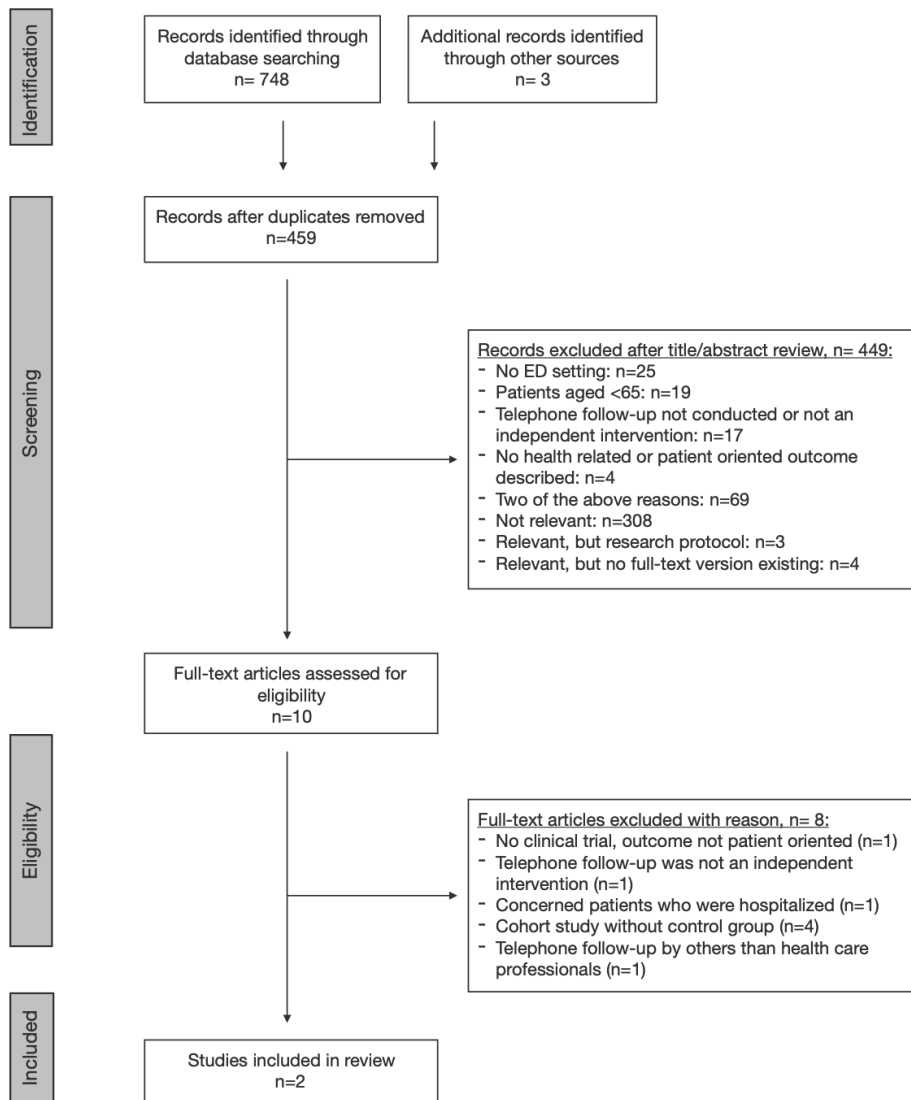 Identification
Records identified through
database searching
n= 748
Additional records identified
through other sources
n= 3
Screening
Records after duplicates removed
n=459
Records excluded after title/abstract review, n= 449:
- No ED setting: n=25
- Patients aged <65: n=19
- Telephone follow-up not conducted or not an
independent intervention: n=17
- No health related or patient oriented outcome
described: n=4
- Two of the above reasons: n=69
- Not relevant: n=308
- Relevant, but research protocol: n=3
- Relevant, but no full-text version existing: n=4
Full-text articles assessed for
eligibility
n=10
Eligibility
Full-text articles excluded with reason, n= 8:
- No clinical trial, outcome not patient oriented (n=1)
- Telephone follow-up was not an independent
intervention (n=1)
- Concerned patients who were hospitalized (n=1)
- Cohort study without control group (n=4)
- Telephone follow-up by others than health care
professionals (n=1)
Included
Studies included in review
n=2